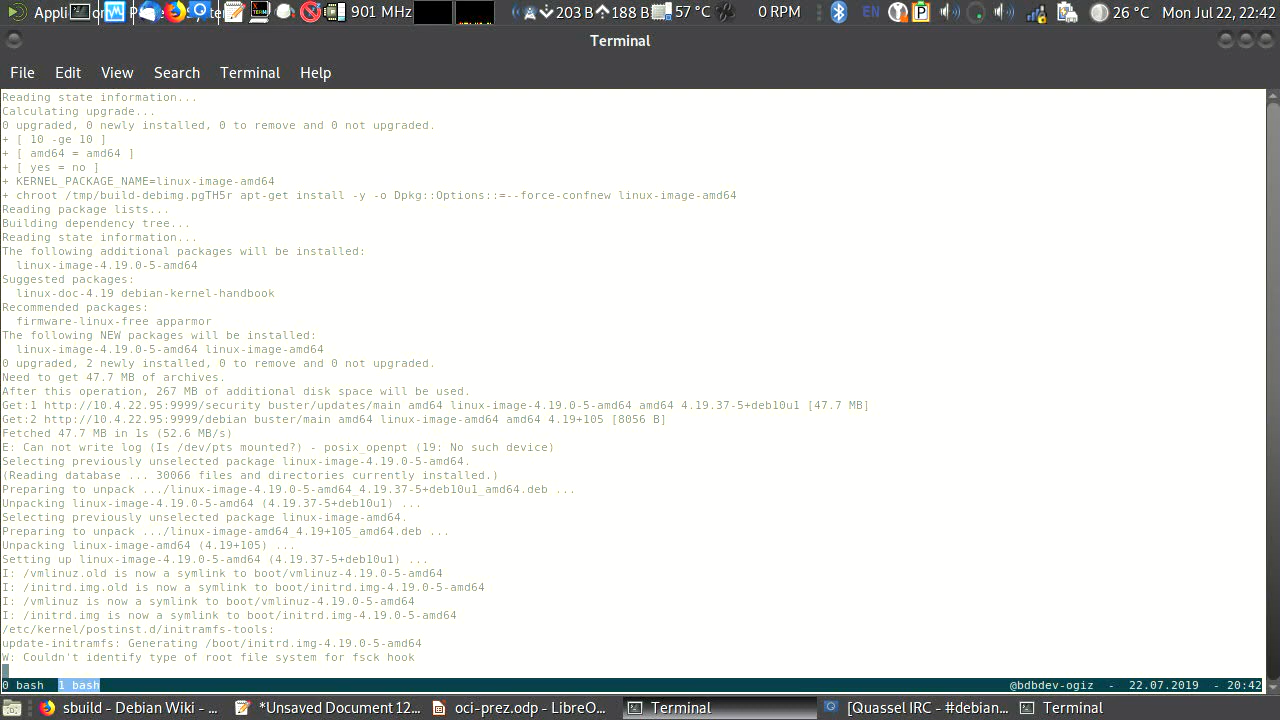 Appli
901 MHz
203 B
188 B
57 °C
0 RPM
EN
26 °C
Mon Jul 22, 22:42
Terminal
File Edit View Search Terminal Help
Reading state information...
Calculating upgrade...
0 upgraded, 0 newly installed, 0 to remove and 0 not upgraded.
+ [ 10 -ge 10 ]
+ [ amd64 = amd64 ]
+ [ yes = no ]
+ KERNEL_PACKAGE_NAME=linux-image-amd64
+ chroot /tmp/build-debimg.pgTH5r apt-get install -y -o Dpkg::Options::=--force-confnew linux-image-amd64
Reading package lists...
Building dependency tree...
Reading state information...
The following additional packages will be installed:
linux-image-4.19.0-5-amd64
Suggested packages:
linux-doc-4.19 debian-kernel-handbook
Recommended packages:
firmware-linux-free apparmor
The following NEW packages will be installed:
linux-image-4.19.0-5-amd64 linux-image-amd64
0 upgraded, 2 newly installed, 0 to remove and 0 not upgraded.
Need to get 47.7 MB of archives.
After this operation, 267 MB of additional disk space will be used.
Get:1 http://10.4.22.95:9999/security buster/updates/main amd64 linux-image-4.19.0-5-amd64 amd64 4.19.37-5+deb10u1 [47.7 MB]
Get:2 http://10.4.22.95:9999/debian buster/main amd64 linux-image-amd64 amd64 4.19+105 [8056 B]
Fetched 47.7 MB in 1s (52.6 MB/s)
E: Can not write log (Is /dev/pts mounted?) - posix_openpt (19: No such device)
Selecting previously unselected package linux-image-4.19.0-5-amd64.
(Reading database ... 30066 files and directories currently installed.)
Preparing to unpack .../linux-image-4.19.0-5-amd64_4.19.37-5+deb10u1_amd64.deb ...
Unpacking linux-image-4.19.0-5-amd64 (4.19.37-5+deb10u1) ...
Selecting previously unselected package linux-image-amd64.
Preparing to unpack .../linux-image-amd64_4.19+105_amd64.deb ...
Unpacking linux-image-amd64 (4.19+105) ...
Setting up linux-image-4.19.0-5-amd64 (4.19.37-5+deb10u1) ...
I: /vmlinuz.old is now a symlink to boot/vmlinuz-4.19.0-5-amd64
I: /initrd.img.old is now a symlink to boot/initrd.img-4.19.0-5-amd64
I: /vmlinuz is now a symlink to boot/vmlinuz-4.19.0-5-amd64
I: /initrd.img is now a symlink to boot/initrd.img-4.19.0-5-amd64
/etc/kernel/postinst.d/initramfs-tools:
update-initramfs: Generating /boot/initrd.img-4.19.0-5-amd64
W: Couldn't identify type of root file system for fsck hook
0 bash 1 bash @bdbdev-ogiz - 22.07.2019 - 20:42
sbuild - Debian Wiki - ... *Unsaved Document 12... oci-prez.odp - LibreO... Terminal [Quassel IRC - #debian... Terminal